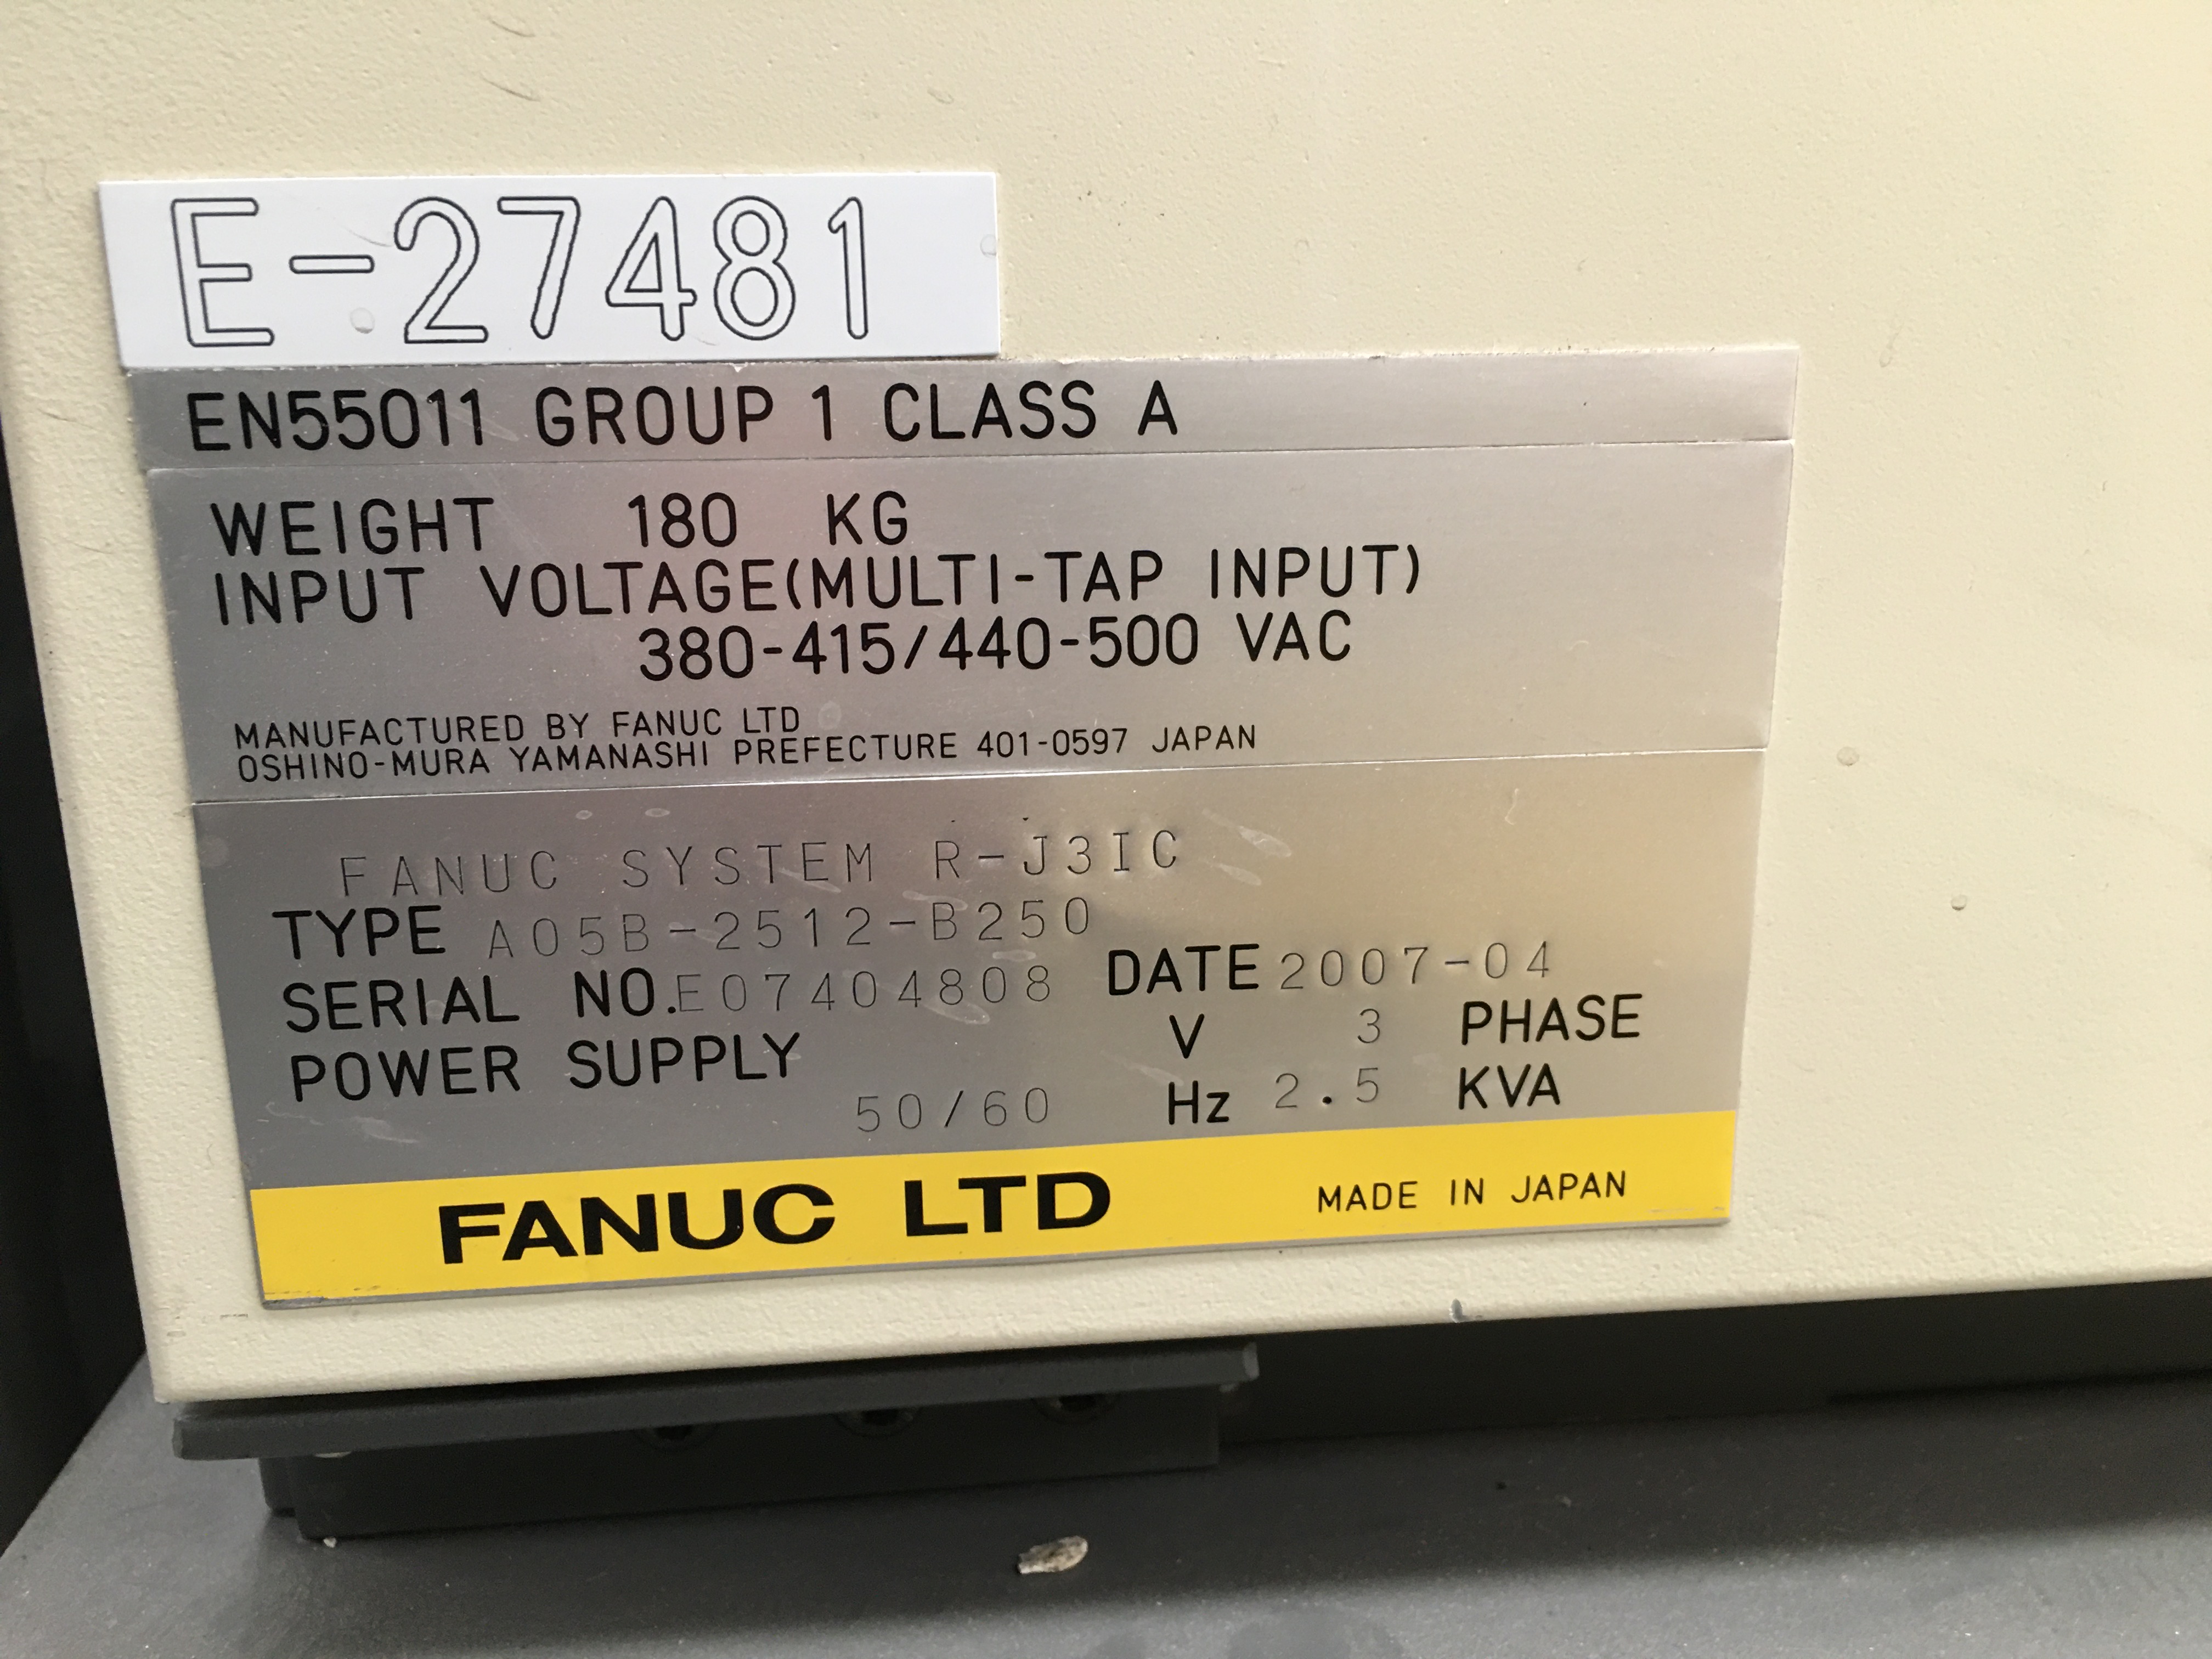 E-27481
EN55011 GROUP 1 CLASS A
WEIGHT 180 KG
INPUT VOLTAGE(MULTI-TAP INPUT)
380-415/440-500 VAC
MANUFACTURED BY FANUC LTD
OSHINO-MURA YAMANASHI PREFECTURE 401-0597 JAPAN
FANUC SYSTEM R-J3IC
TYPE A05B-2512-B250
SERIAL NO.E07404808 DATE 2007-04
POWER SUPPLY V 3 PHASE
50/60 Hz 2.5 KVA
FANUC LTD MADE IN JAPAN